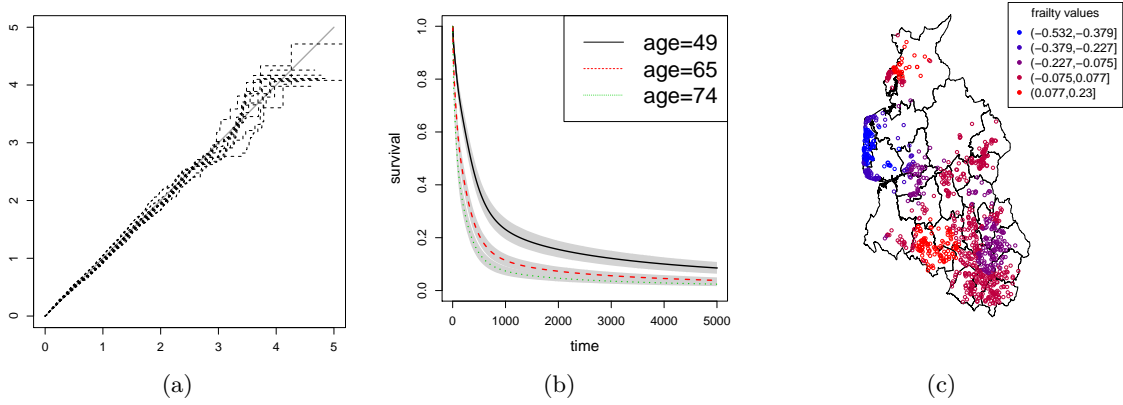 5
4
3
2
1
0
0 1 2 3 4 5
(a)
survival
1.0
0.8
0.6
0.4
0.2
0.0
age=49
age=65
age=74
0 1000 2000 3000 4000 5000
time
(b)
frailty values
(−0.532,−0.379]
(−0.379,−0.227]
(−0.227,−0.075]
(−0.075,0.077]
(0.077,0.23]
(c)